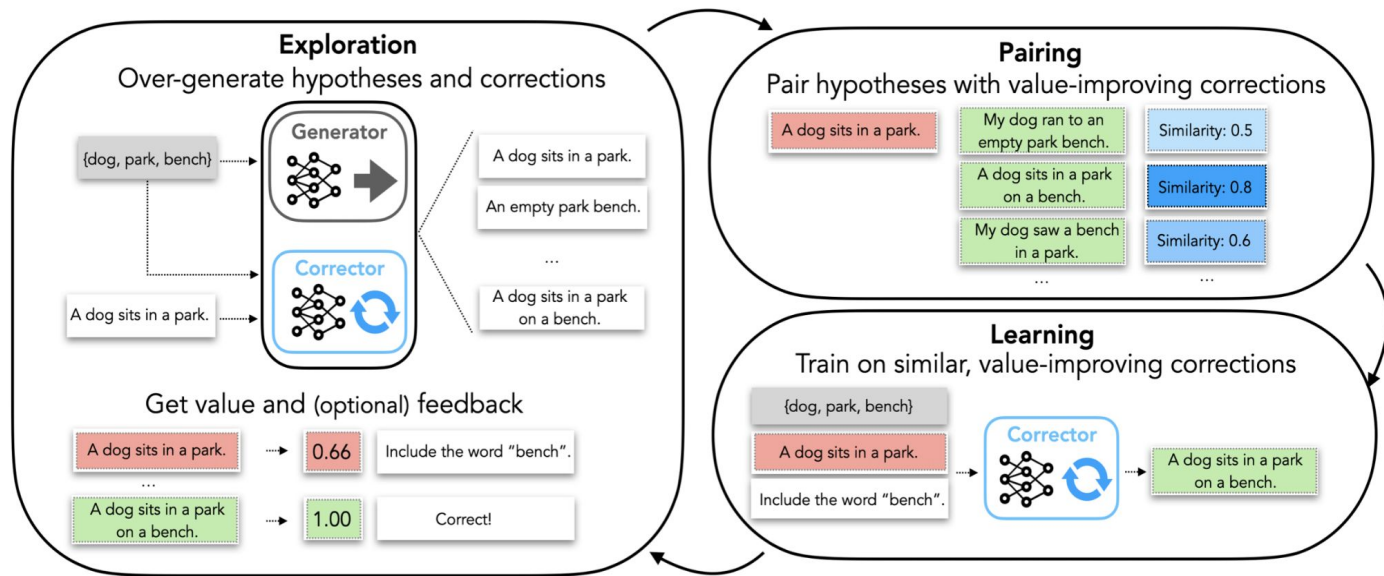 Exploration
Over-generate hypotheses and corrections
{dog, park, bench}
Generator
Corrector
A dog sits in a park.
A dog sits in a park.
An empty park bench.
...
A dog sits in a park
on a bench.
Get value and (optional) feedback
A dog sits in a park.
0.66
Include the word “bench”.
...
A dog sits in a park
on a bench.
1.00
Correct!
Pairing
Pair hypotheses with value-improving corrections
A dog sits in a park.
My dog ran to an
empty park bench.
Similarity: 0.5
A dog sits in a park
on a bench.
Similarity: 0.8
My dog saw a bench
in a park.
Similarity: 0.6
...
...
Learning
Train on similar, value-improving corrections
{dog, park, bench}
A dog sits in a park.
Include the word “bench”.
Corrector
A dog sits in a park
on a bench.